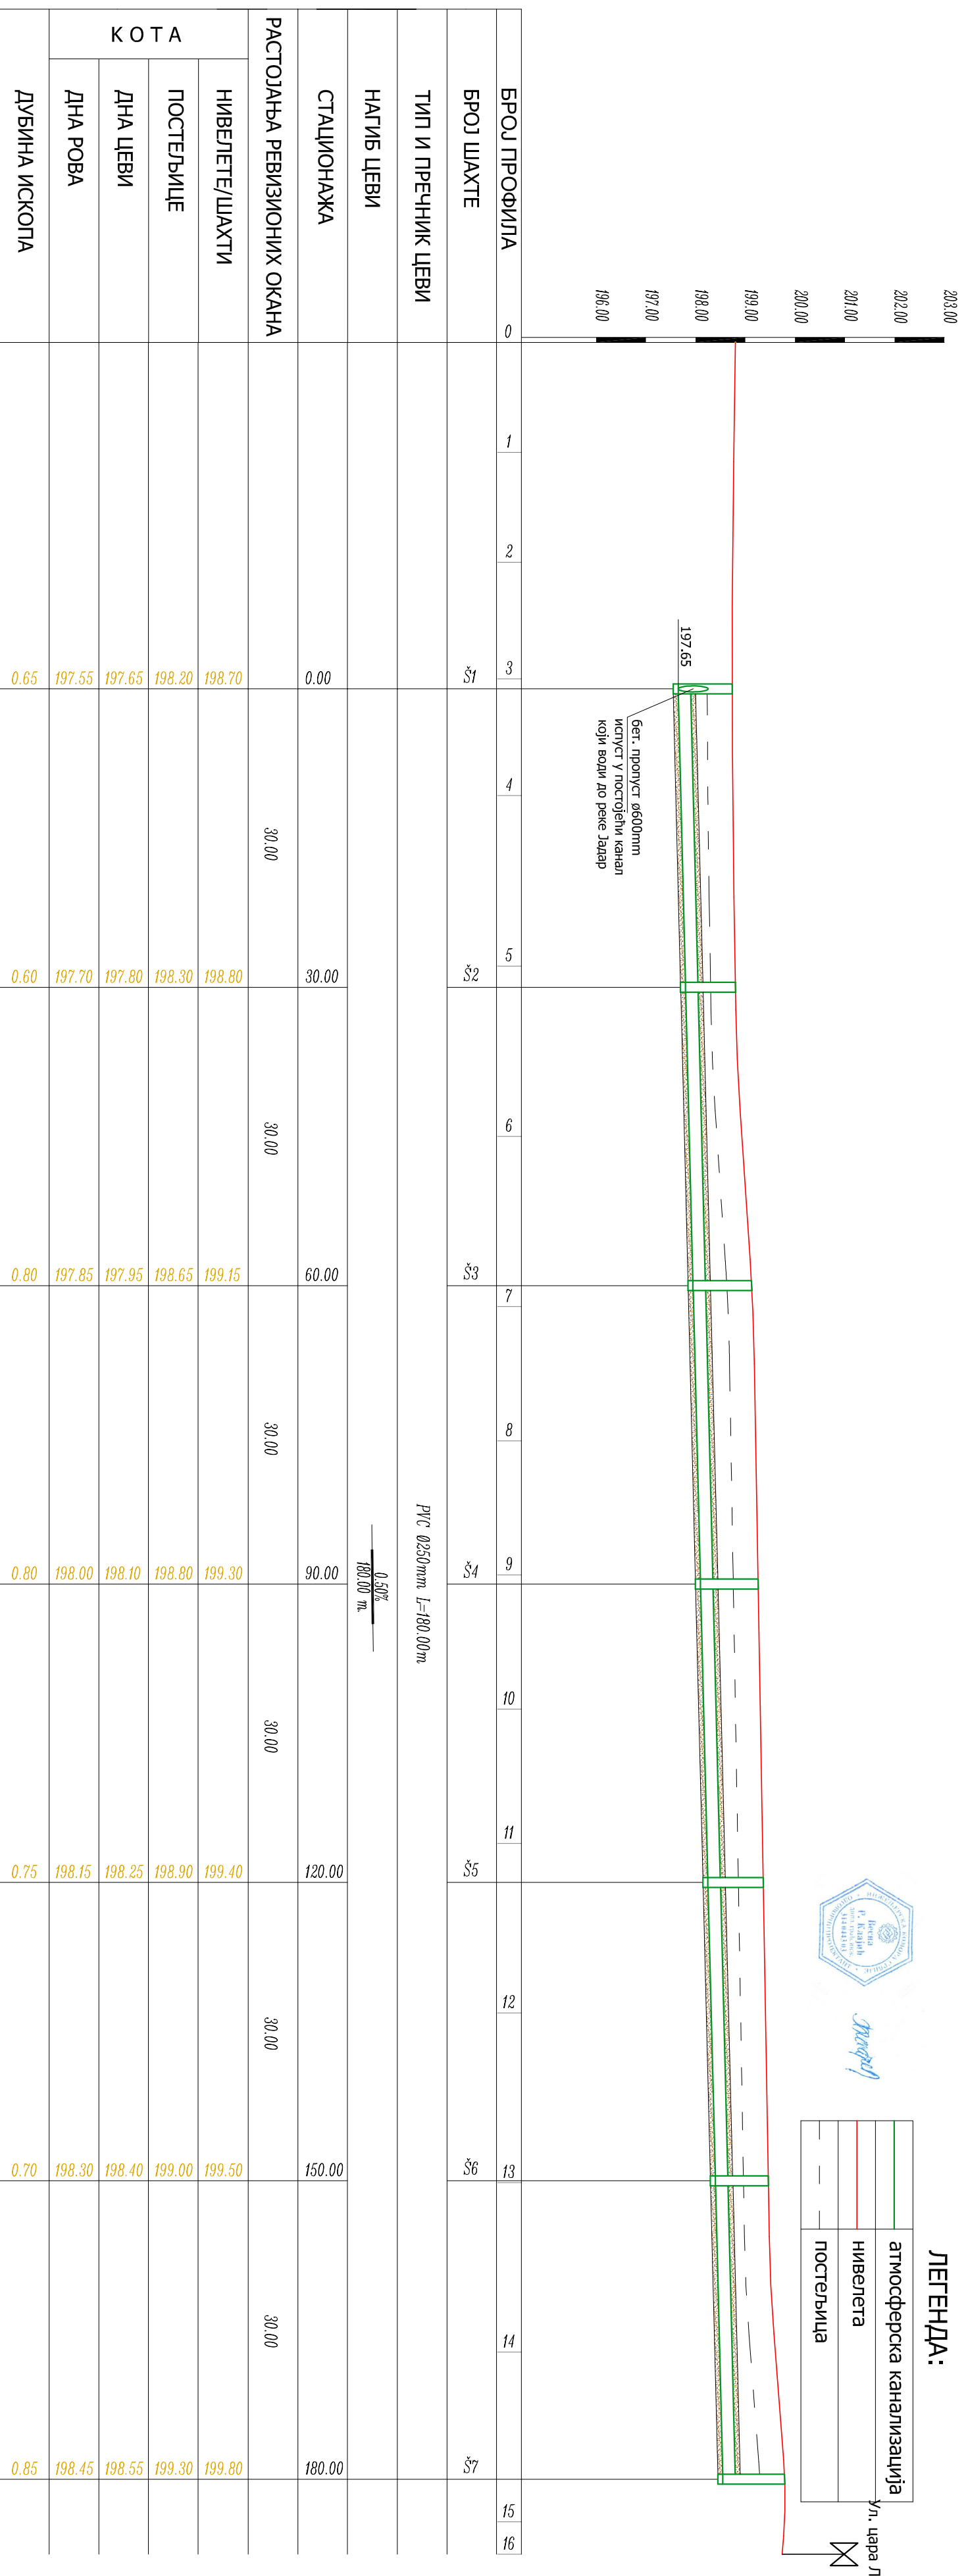 ЛЕГЕНДА:
атмосферска канализација
нивелета
постељица
Ул. цара Л
203.00
202.00
201.00
200.00
199.00
198.00
197.00
196.00
197.65
бет. пропуст ø600mm
испуст у постојећи канал
који води до реке Јадар
БРОЈ ПРОФИЛА 0 1 2 3 4 5 6 7 8 9 10 11 12 13 14 15 16
БРОЈ ШАХТЕ Š1 Š2 Š3 Š4 Š5 Š6 Š7
ТИП И ПРЕЧНИК ЦЕВИ PVC Ø250mm L=180.00m
НАГИБ ЦЕВИ 0.50%
180.00 m.
СТАЦИОНАЖА 0.00 30.00 60.00 90.00 120.00 150.00 180.00
РАСТОЈАЊА РЕВИЗИОНИХ ОКАНА 30.00 30.00 30.00 30.00 30.00 30.00
КОТА
НИВЕЛЕТЕ/ШАХТИ 198.70 198.80 199.15 199.30 199.40 199.50 199.80
ПОСТЕЉИЦЕ 198.20 198.30 198.65 198.80 198.90 199.00 199.30
ДНА ЦЕВИ 197.65 197.80 197.95 198.10 198.25 198.40 198.55
ДНА РОВА 197.55 197.70 197.85 198.00 198.15 198.30 198.45
ДУБИНА ИСКОПА 0.65 0.60 0.80 0.80 0.75 0.70 0.85